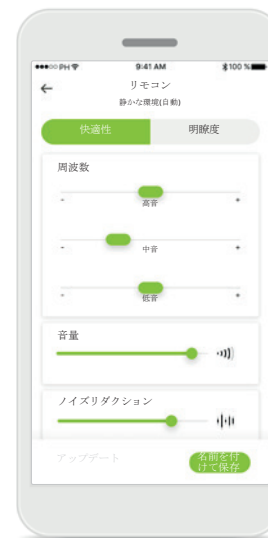 ●●●○○ PH 9:41 AM 100 %
リモコン
静かな環境(自動)
快適性 明瞭度
周波数
- 高音 +
- 中音 +
- 低音 +
音量
ノイズリダクション
アップデート
名前を付
けて保存